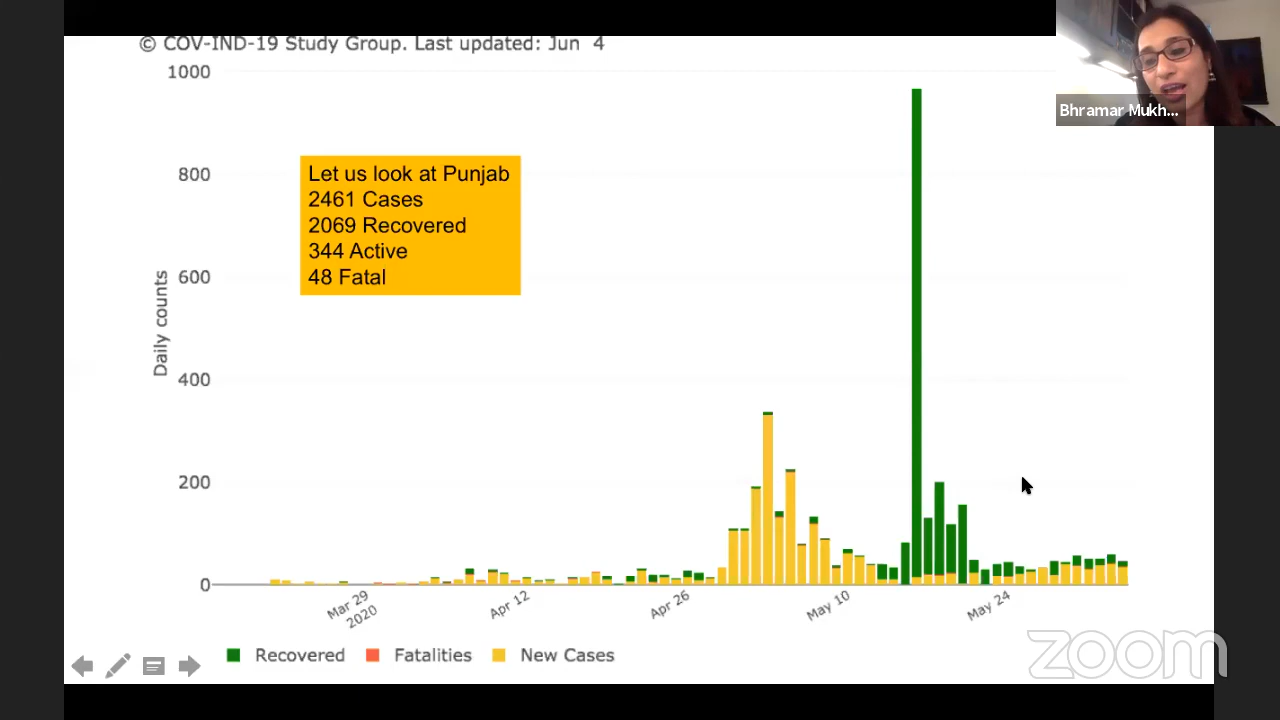 © COV-IND-19 Study Group. Last updated: Jun 4
1000
800
600
400
200
0
Daily counts
Let us look at Punjab
2461 Cases
2069 Recovered
344 Active
48 Fatal
Mar 29
2020
Apr 12
Apr 26
May 10
May 24
Recovered
Fatalities
New Cases
Bhramar Mukh...
zoom